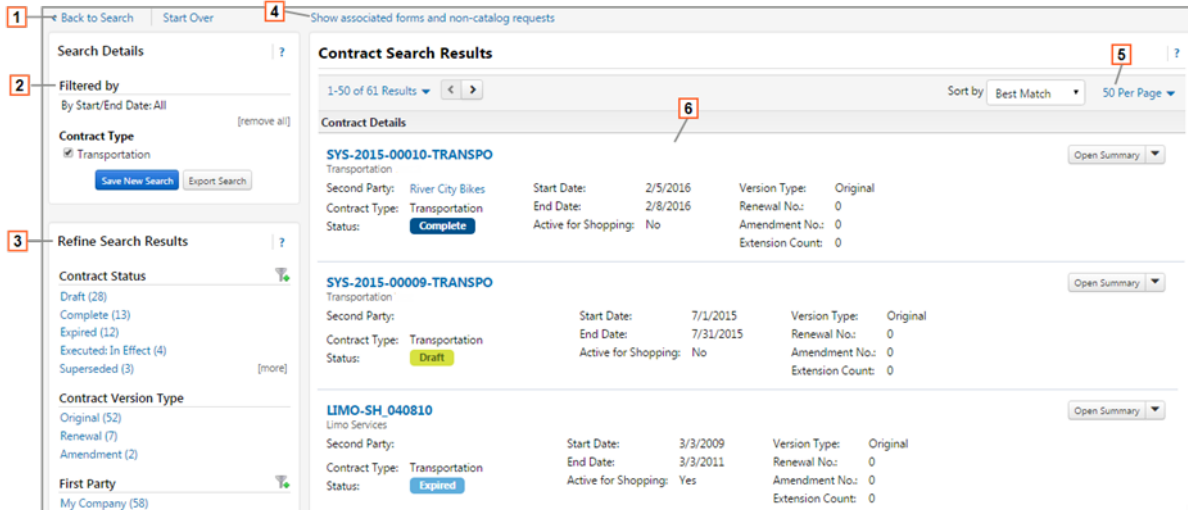 1
‹ Back to Search
Start Over
4
Show associated forms and non-catalog requests
Search Details
?
2
Filtered by
By Start/End Date: All
[remove all]
Contract Type
Transportation
Save New Search
Export Search
3
Refine Search Results
?
Contract Status
Draft (28)
Complete (13)
Expired (12)
Executed: In Effect (4)
Superseded (3)
[more]
Contract Version Type
Original (52)
Renewal (7)
Amendment (2)
First Party
My Company (58)
Contract Search Results
?
5
1-50 of 61 Results
< >
Sort by Best Match
50 Per Page
6
Contract Details
SYS-2015-00010-TRANSPO
Open Summary
Transportation
Second Party: River City Bikes Start Date: 2/5/2016 Version Type: Original
Contract Type: Transportation End Date: 2/8/2016 Renewal No.: 0
Status: Complete Active for Shopping: No Amendment No.: 0
Extension Count: 0
SYS-2015-00009-TRANSPO
Open Summary
Transportation
Second Party: Start Date: 7/1/2015 Version Type: Original
Contract Type: Transportation End Date: 7/31/2015 Renewal No.: 0
Status: Draft Active for Shopping: No Amendment No.: 0
Extension Count: 0
LIMO-SH_040810
Open Summary
Limo Services
Second Party: Start Date: 3/3/2009 Version Type: Original
Contract Type: Transportation End Date: 3/3/2011 Renewal No.: 0
Status: Expired Active for Shopping: Yes Amendment No.: 0
Extension Count: 0